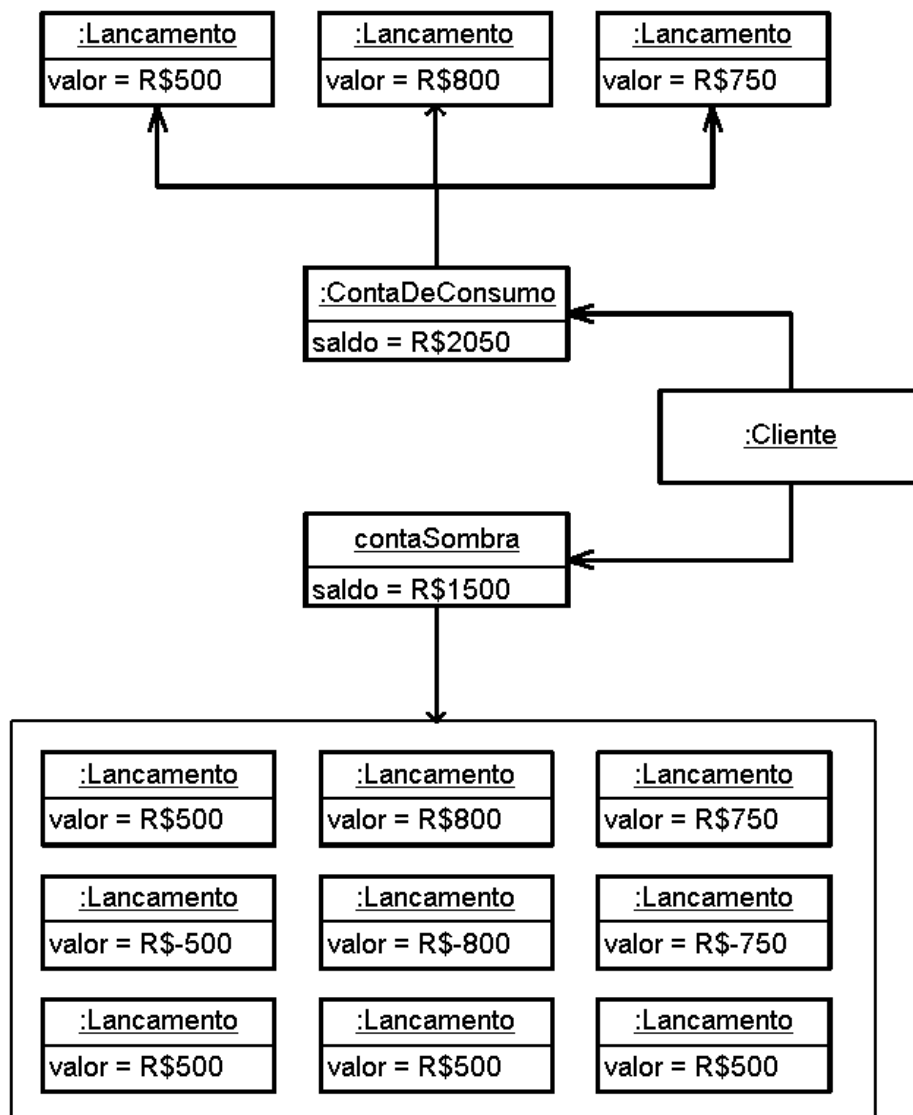 :Lancamento :Lancamento :Lancamento
valor = R$500 valor = R$800 valor = R$750
:ContaDeConsumo
saldo = R$2050
:Cliente
contaSombra
saldo = R$1500
:Lancamento :Lancamento :Lancamento
valor = R$500 valor = R$800 valor = R$750
:Lancamento :Lancamento :Lancamento
valor = R$-500 valor = R$-800 valor = R$-750
:Lancamento :Lancamento :Lancamento
valor = R$500 valor = R$500 valor = R$500